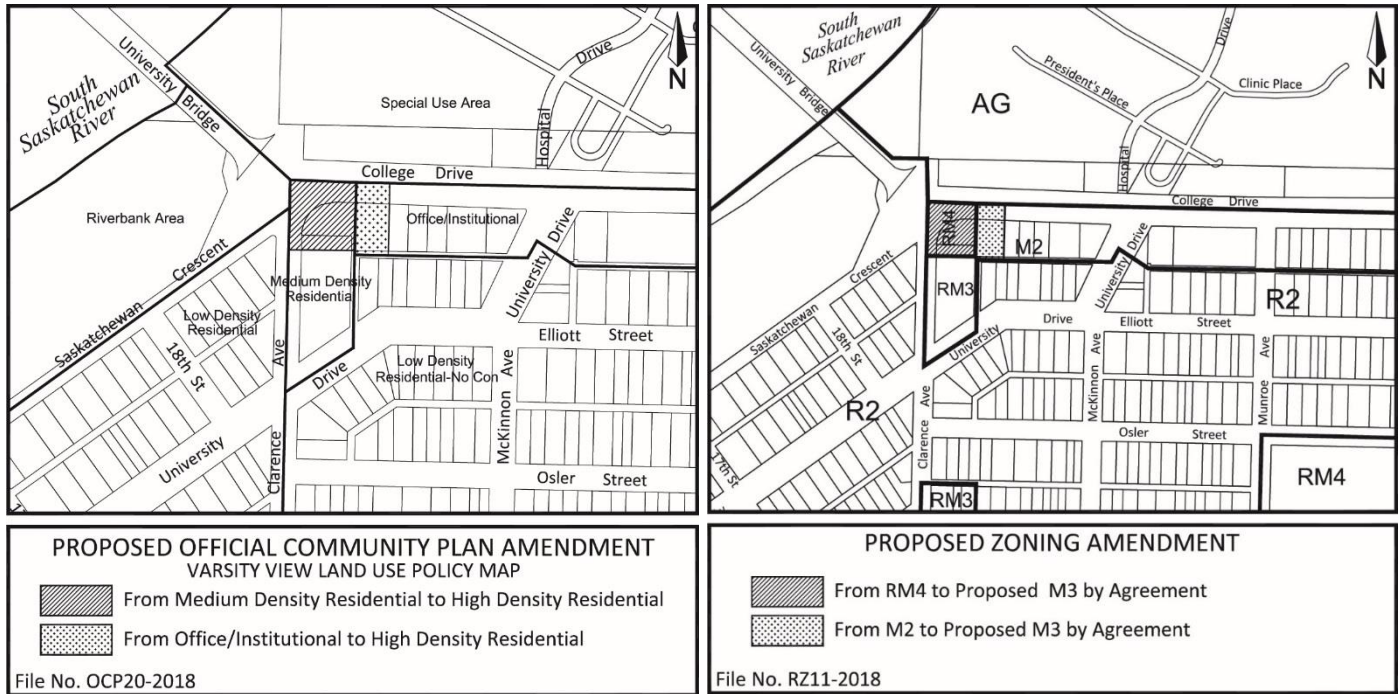 South
Saskatchewan
River
University Bridge
Special Use Area
Hospital Drive
N
College Drive
Riverbank Area
Office/Institutional
Saskatchewan Crescent
Medium Density
Residential
University Drive
Low Density
Residential
18th St
Elliott Street
Clarence Ave
Drive
Low Density
Residential-No Con
McKinnon Ave
University
Osler Street
PROPOSED OFFICIAL COMMUNITY PLAN AMENDMENT
VARSITY VIEW LAND USE POLICY MAP
From Medium Density Residential to High Density Residential
From Office/Institutional to High Density Residential
File No. OCP20-2018
South
Saskatchewan
River
University Bridge
AG
President's Place
Drive
Clinic Place
Hospital
N
College Drive
RM4
M2
University Drive
Saskatchewan Crescent
RM3
R2
18th St
University Drive
Elliott Street
McKinnon Ave
Munroe Ave
R2
Clarence Ave
Osler Street
17th St
University
RM3
RM4
PROPOSED ZONING AMENDMENT
From RM4 to Proposed M3 by Agreement
From M2 to Proposed M3 by Agreement
File No. RZ11-2018